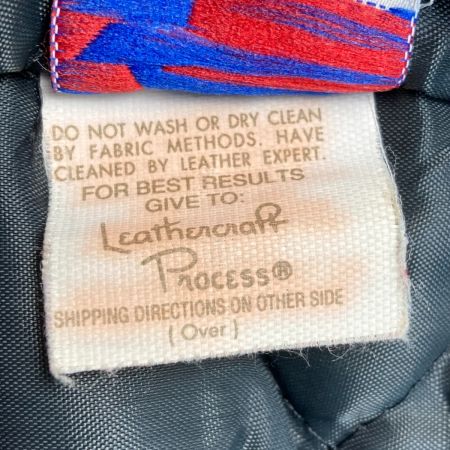 DO NOT WASH OR DRY CLEAN
BY FABRIC METHODS. HAVE
CLEANED BY LEATHER EXPERT.
FOR BEST RESULTS
GIVE TO:
Leathercraft
Process®
SHIPPING DIRECTIONS ON OTHER SIDE
(Over)